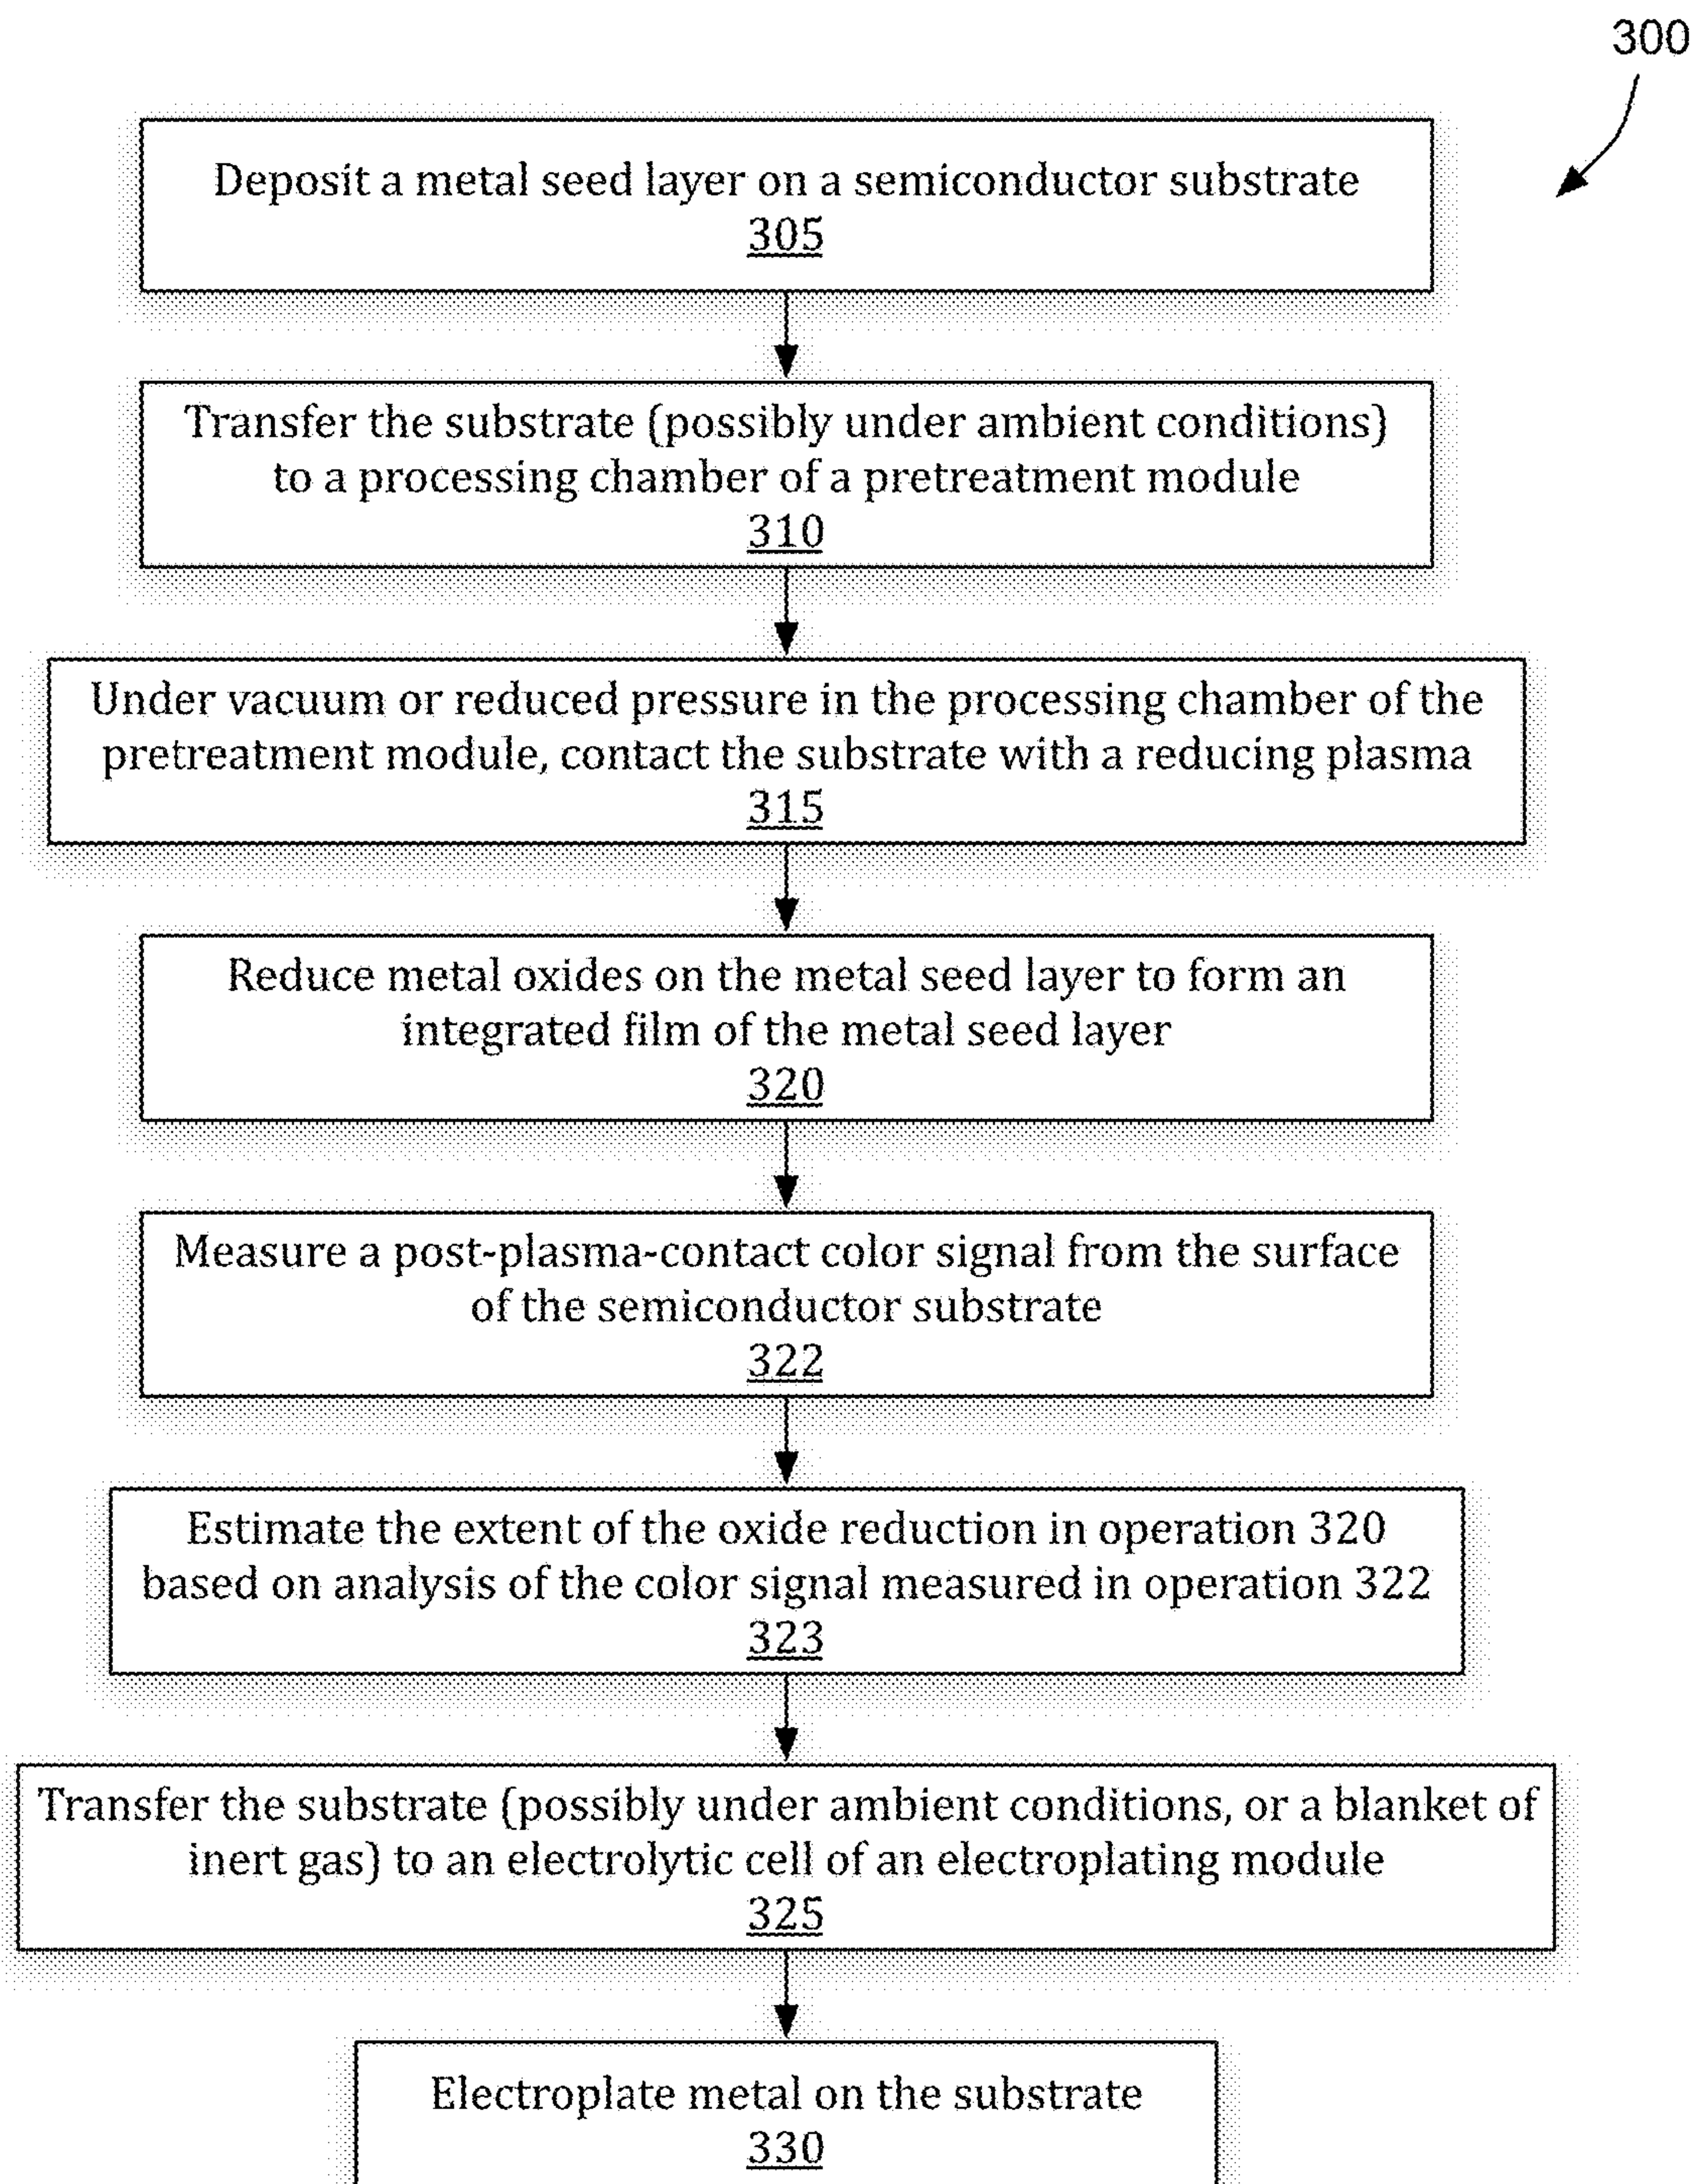 300
Deposit a metal seed layer on a semiconductor substrate
305
Transfer the substrate (possibly under ambient conditions)
to a processing chamber of a pretreatment module
310
Under vacuum or reduced pressure in the processing chamber of the
pretreatment module, contact the substrate with a reducing plasma
315
Reduce metal oxides on the metal seed layer to form an
integrated film of the metal seed layer
320
Measure a post-plasma-contact color signal from the surface
of the semiconductor substrate
322
Estimate the extent of the oxide reduction in operation 320
based on analysis of the color signal measured in operation 322
323
Transfer the substrate (possibly under ambient conditions, or a blanket of
inert gas) to an electrolytic cell of an electroplating module
325
Electroplate metal on the substrate
330